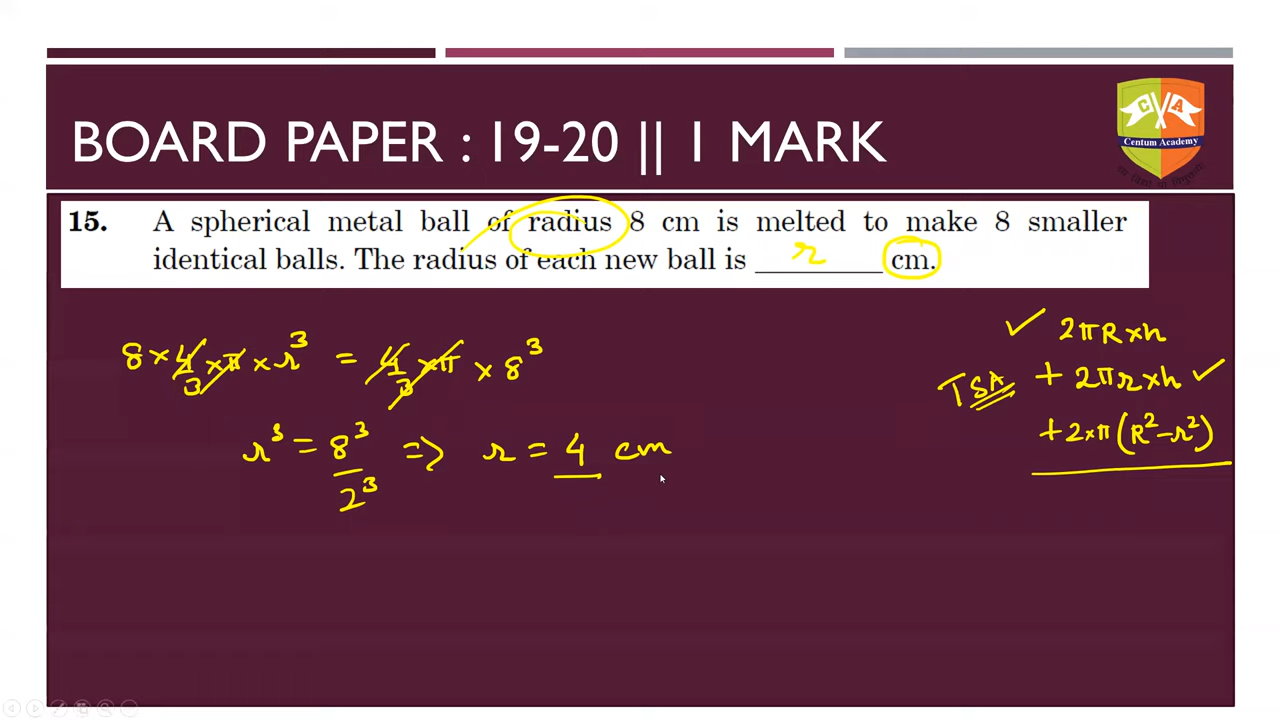 BOARD PAPER : 19-20 || 1 MARK
C A
Centum Academy
15. A spherical metal ball of radius 8 cm is melted to make 8 smaller
identical balls. The radius of each new ball is ________ cm.
r
8 × 4/3 × π × r³ = 4/3 × π × 8³
r³ = 8³/2³ => r = 4 cm
✓ 2πR×h
TSA + 2πr×h ✓
+ 2×π(R²−r²)